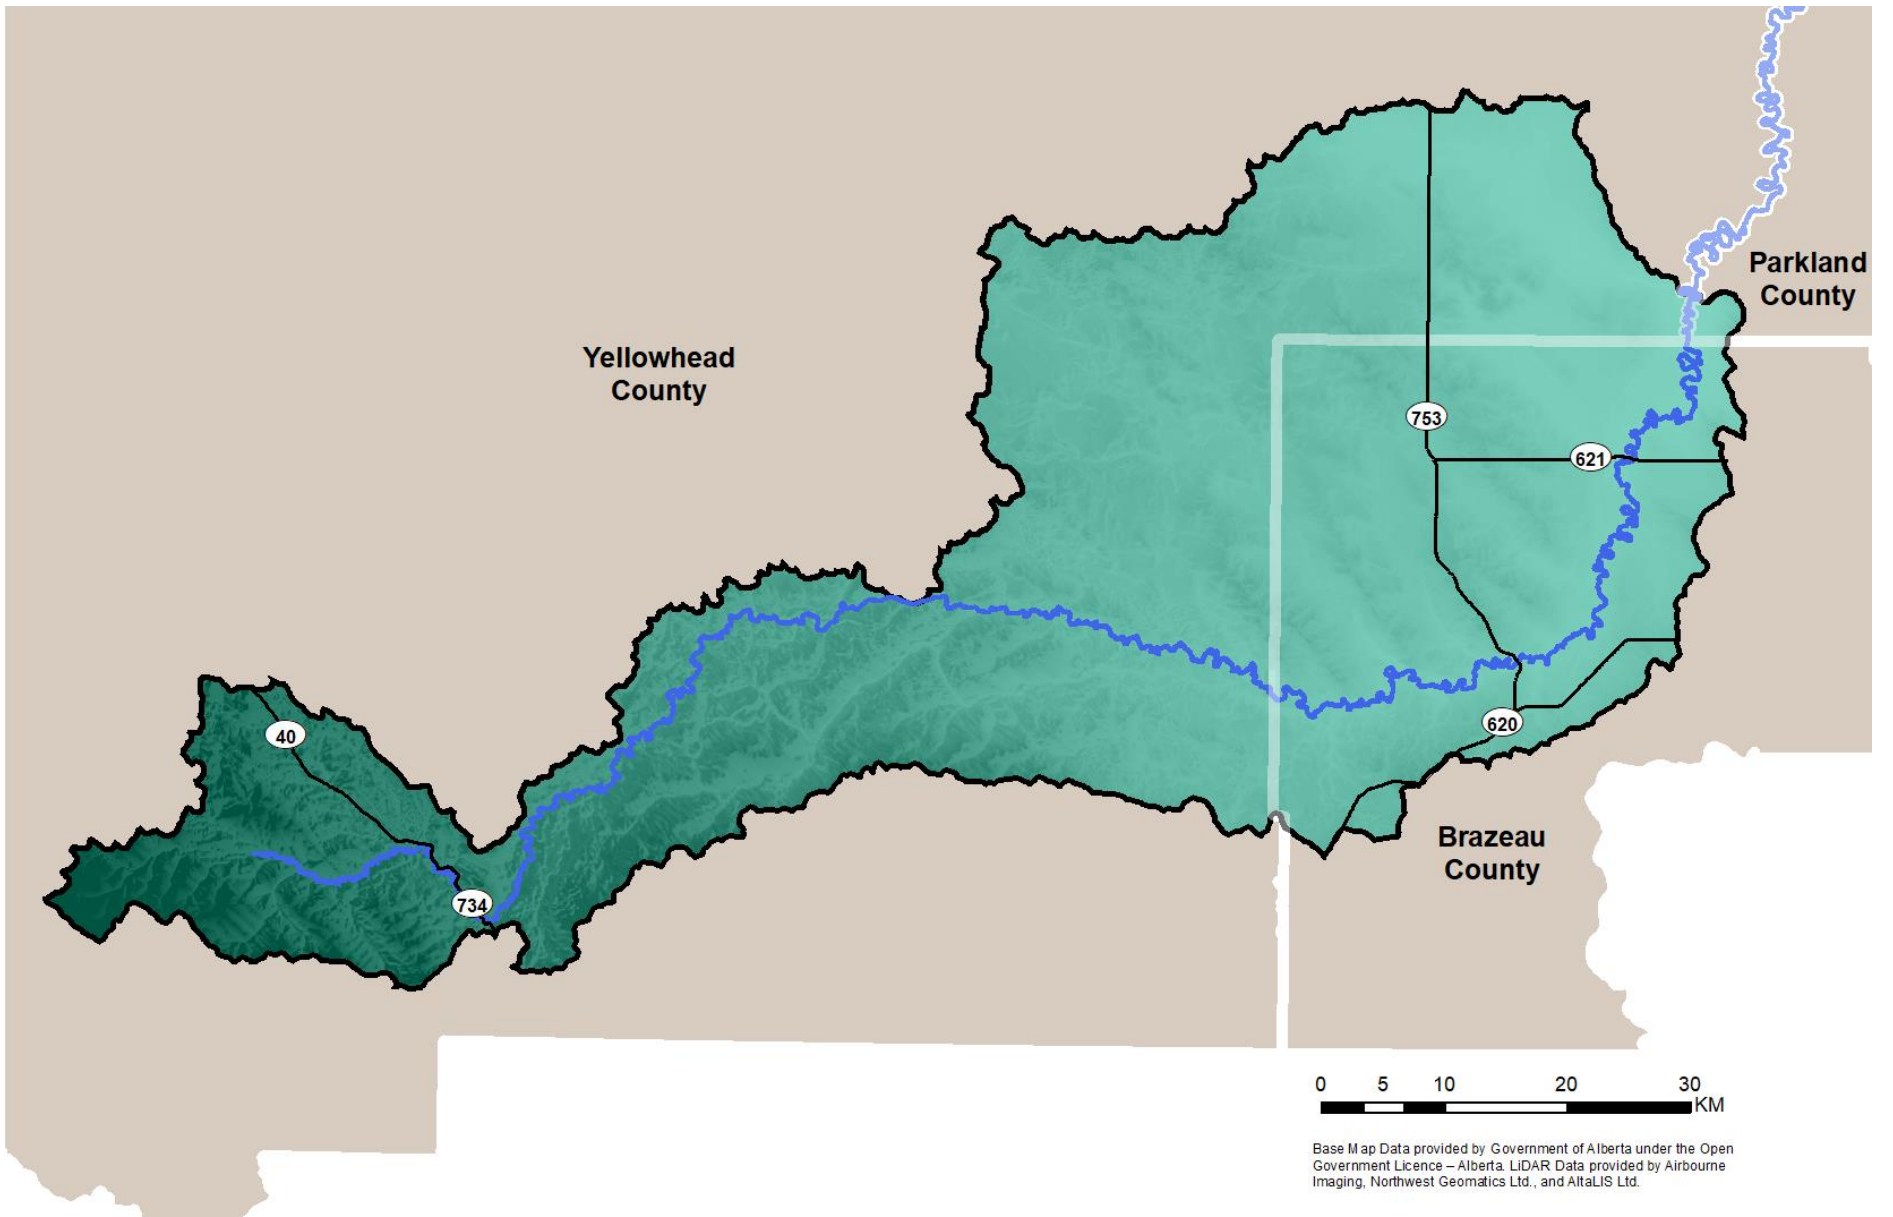 Parkland
County
Yellowhead
County
753
621
40
620
734
Brazeau
County
0 5 10 20 30
KM
Base Map Data provided by Government of Alberta under the Open
Government Licence – Alberta. LiDAR Data provided by Airbourne
Imaging, Northwest Geomatics Ltd., and AltaLIS Ltd.